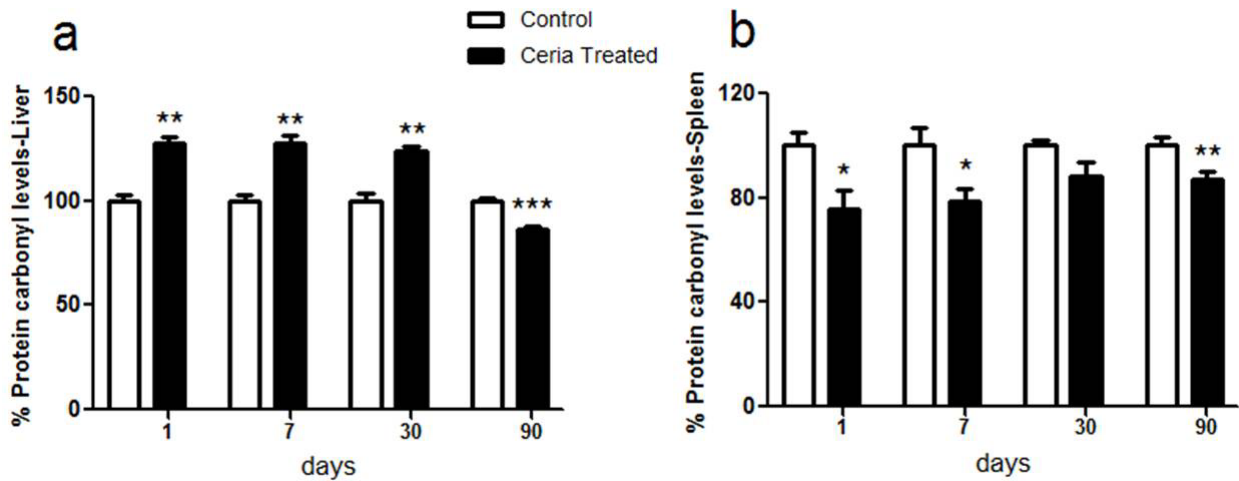 a
Control
Ceria Treated
b
% Protein carbonyl levels-Liver
150
100
50
0
** ** ** ***
1 7 30 90
days
% Protein carbonyl levels-Spleen
120
80
40
0
* * **
1 7 30 90
days